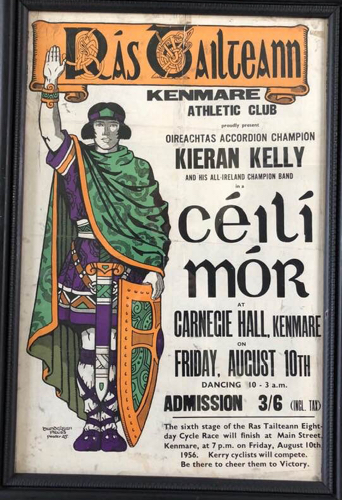 Rás Tailteann
KENMARE
ATHLETIC CLUB
proudly present
OIREACHTAS ACCORDION CHAMPION
KIERAN KELLY
AND HIS ALL-IRELAND CHAMPION BAND
in a
céilí
mór
AT
CARNEGIE HALL, KENMARE
ON
FRIDAY, AUGUST 10TH
DANCING 10 - 3 a.m.
ADMISSION 3/6 (INCL. TAX)
The sixth stage of the Ras Tailteann Eight-
day Cycle Race will finish at Main Street,
Kenmare, at 7 p.m. on Friday, August 10th
1956. Kerry cyclists will compete.
Be there to cheer them to Victory.